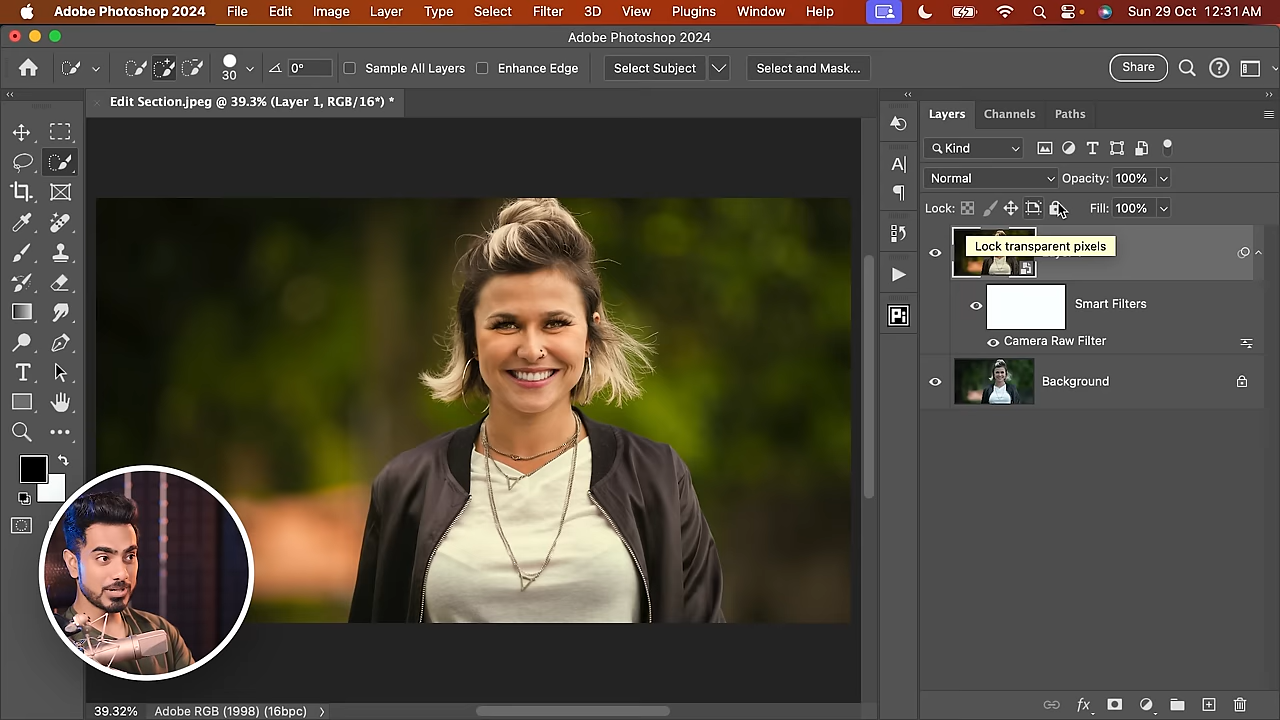 Adobe Photoshop 2024 File Edit Image Layer Type Select Filter 3D View Plugins Window Help Sun 29 Oct 12:31 AM
Adobe Photoshop 2024
30 0° Sample All Layers Enhance Edge Select Subject Select and Mask... Share
Edit Section.jpeg @ 39.3% (Layer 1, RGB/16*) *
Layers Channels Paths
Kind
Normal Opacity: 100%
Lock: Fill: 100%
Lock transparent pixels
Smart Filters
Camera Raw Filter
Background
39.32% Adobe RGB (1998) (16bpc)
fx